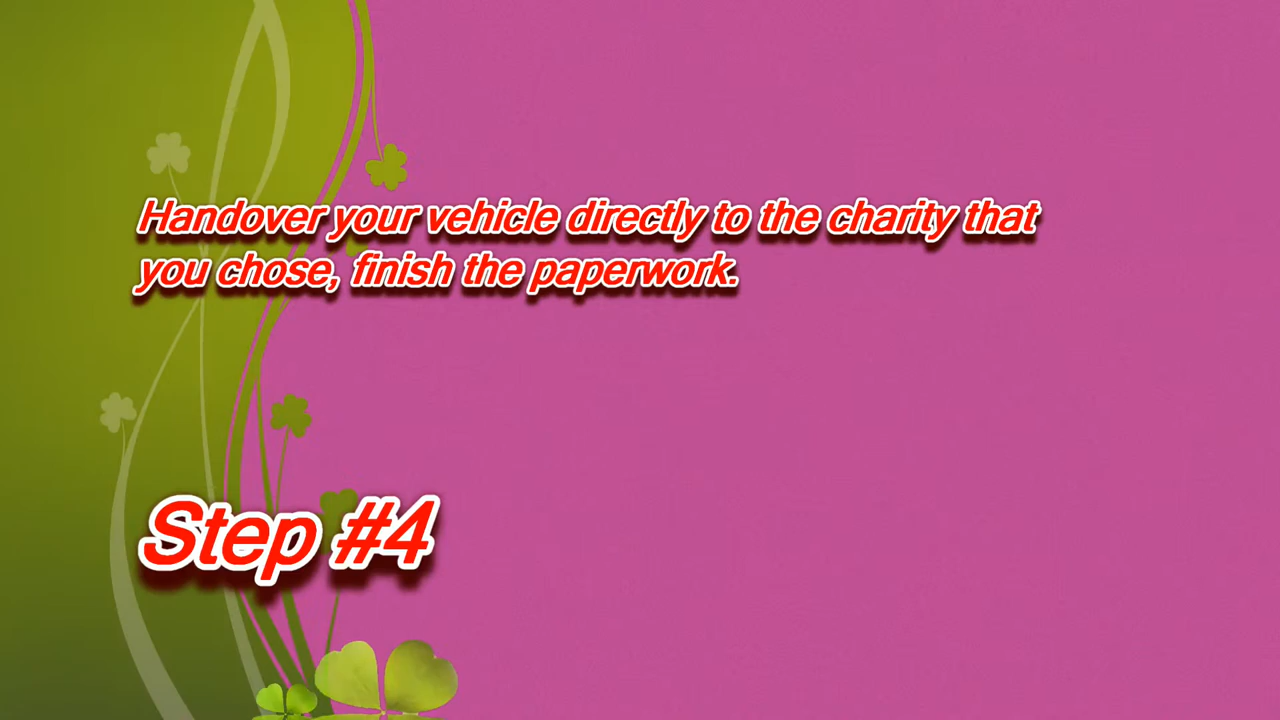 Handover your vehicle directly to the charity that
you chose, finish the paperwork.
Step #4